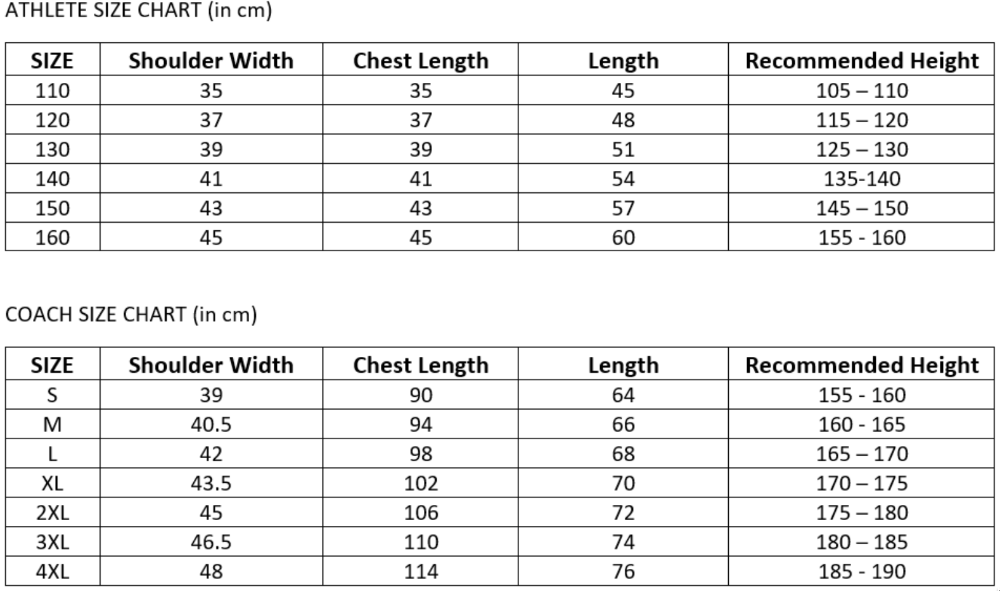 ATHLETE SIZE CHART (in cm)
SIZE Shoulder Width Chest Length Length Recommended Height
110 35 35 45 105 – 110
120 37 37 48 115 – 120
130 39 39 51 125 – 130
140 41 41 54 135-140
150 43 43 57 145 – 150
160 45 45 60 155 - 160
COACH SIZE CHART (in cm)
SIZE Shoulder Width Chest Length Length Recommended Height
S 39 90 64 155 - 160
M 40.5 94 66 160 - 165
L 42 98 68 165 – 170
XL 43.5 102 70 170 – 175
2XL 45 106 72 175 – 180
3XL 46.5 110 74 180 – 185
4XL 48 114 76 185 - 190